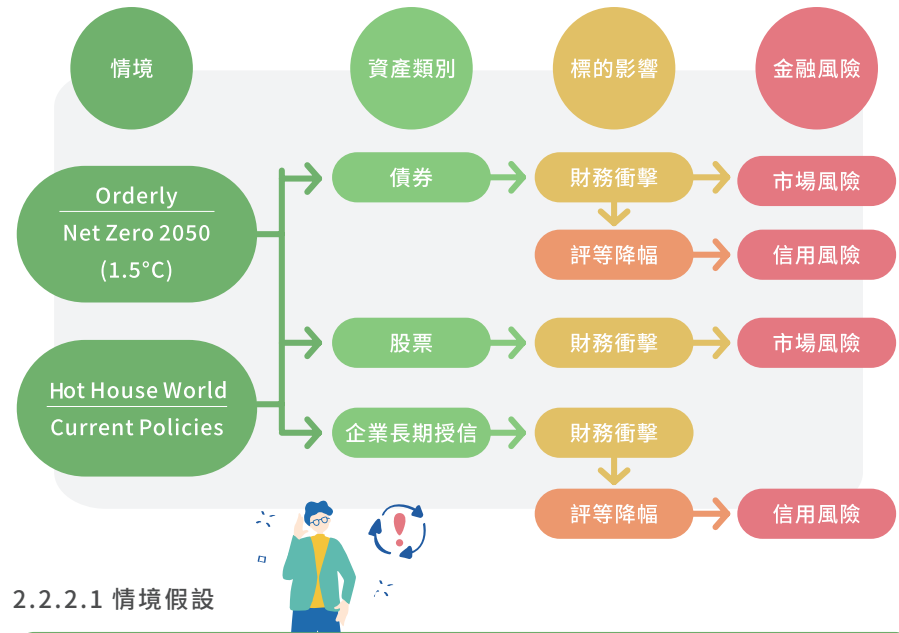 情境
資產類別
標的影響
金融風險
Orderly
Net Zero 2050
(1.5°C)
Hot House World
Current Policies
債券
財務衝擊
市場風險
評等降幅
信用風險
股票
財務衝擊
市場風險
企業長期授信
財務衝擊
評等降幅
信用風險
2.2.2.1 情境假設